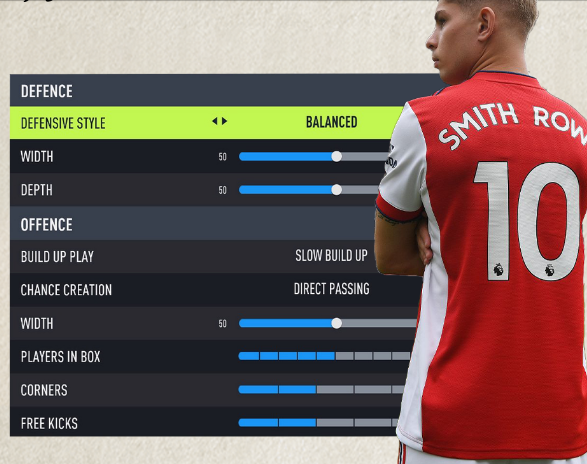 DEFENCE
DEFENSIVE STYLE BALANCED
WIDTH 50
DEPTH 50
OFFENCE
BUILD UP PLAY SLOW BUILD UP
CHANCE CREATION DIRECT PASSING
WIDTH 50
PLAYERS IN BOX
CORNERS
FREE KICKS
SMITH ROW
10